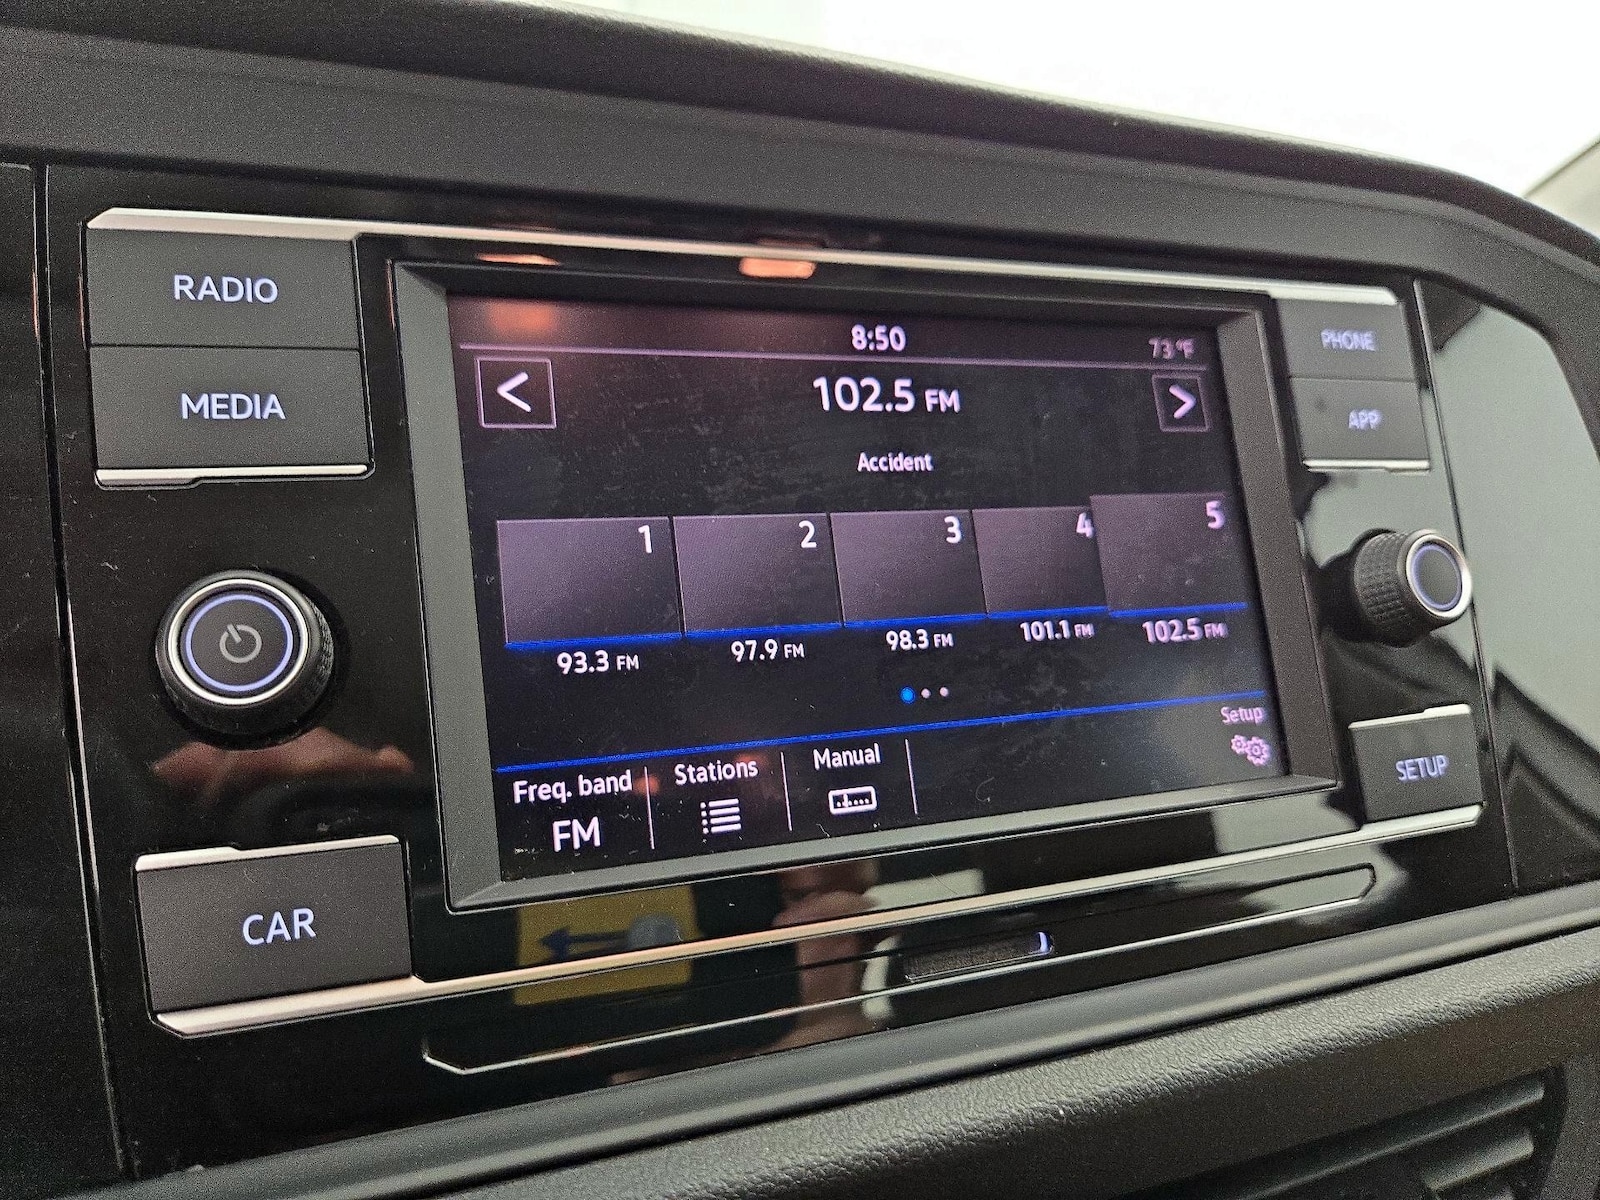 RADIO
MEDIA
CAR
8:50
73°F
<
102.5 FM
>
Accident
1
2
3
4
5
93.3 FM
97.9 FM
98.3 FM
101.1 FM
102.5 FM
Setup
Freq. band
FM
Stations
Manual
PHONE
APP
SETUP